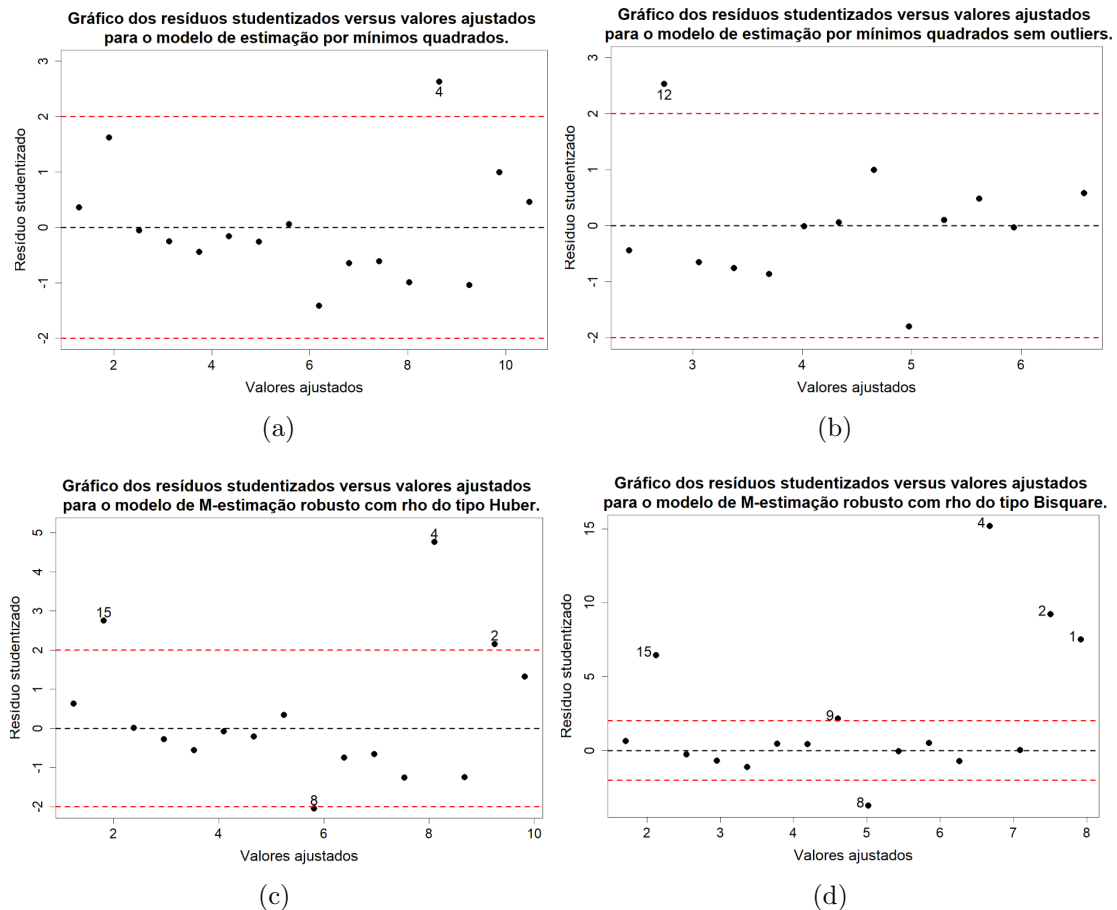 Gráfico dos resíduos studentizados versus valores ajustados
para o modelo de estimação por mínimos quadrados.
3
2
1
0
-1
-2
Resíduo studentizado
4
2
4
6
8
10
Valores ajustados
(a)
Gráfico dos resíduos studentizados versus valores ajustados
para o modelo de estimação por mínimos quadrados sem outliers.
3
2
1
0
-1
-2
Resíduo studentizado
12
3
4
5
6
Valores ajustados
(b)
Gráfico dos resíduos studentizados versus valores ajustados
para o modelo de M-estimação robusto com rho do tipo Huber.
5
4
3
2
1
0
-1
-2
Resíduo studentizado
4
15
2
8
2
4
6
8
10
Valores ajustados
(c)
Gráfico dos resíduos studentizados versus valores ajustados
para o modelo de M-estimação robusto com rho do tipo Bisquare.
15
10
5
0
Resíduo studentizado
4
2
1
15
9
8
2
3
4
5
6
7
8
Valores ajustados
(d)